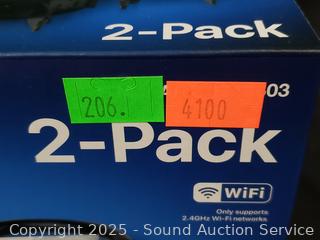 2-Pack
206.
4100
03
2-Pack
WiFi
Only supports
2.4GHz Wi-Fi networks.
Copyright 2025 - Sound Auction Service